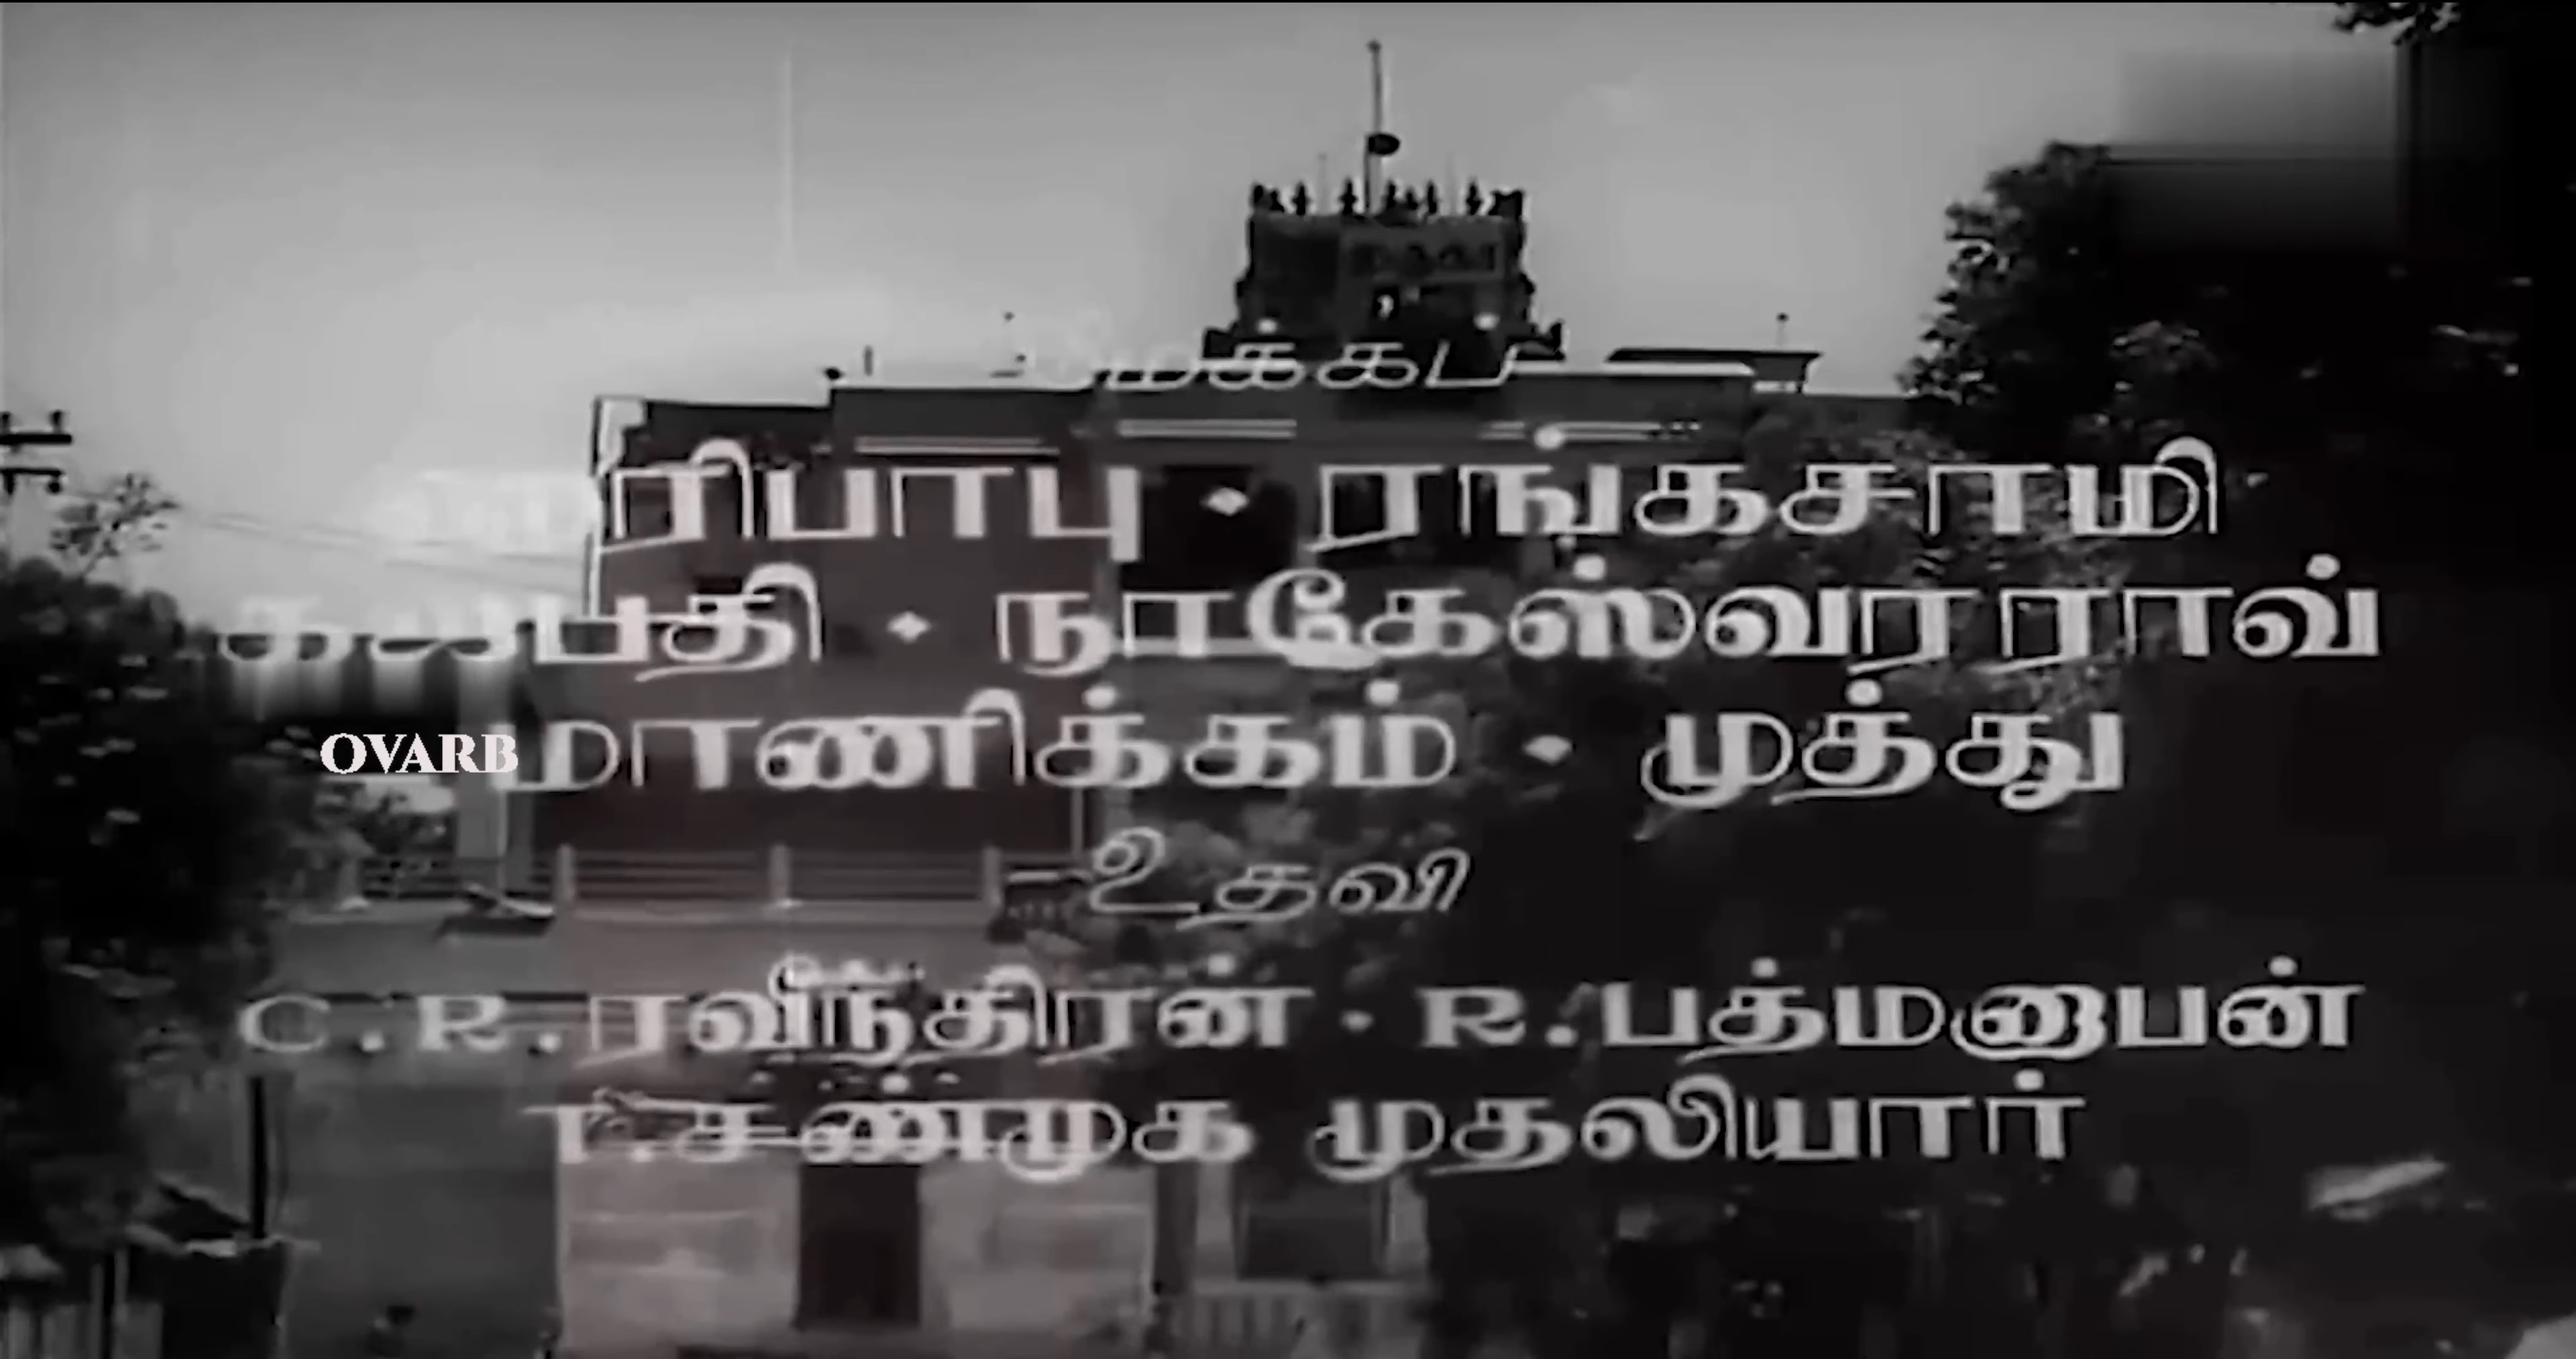 ரிபாபு · ரங்கசாமி
நாகேஸ்வரராவ்
OVARB
மாணிக்கம் · முத்து
உதவி
C.R.ரவீந்திரன் · R.பத்மனாபன்
சண்முக முதலியார்